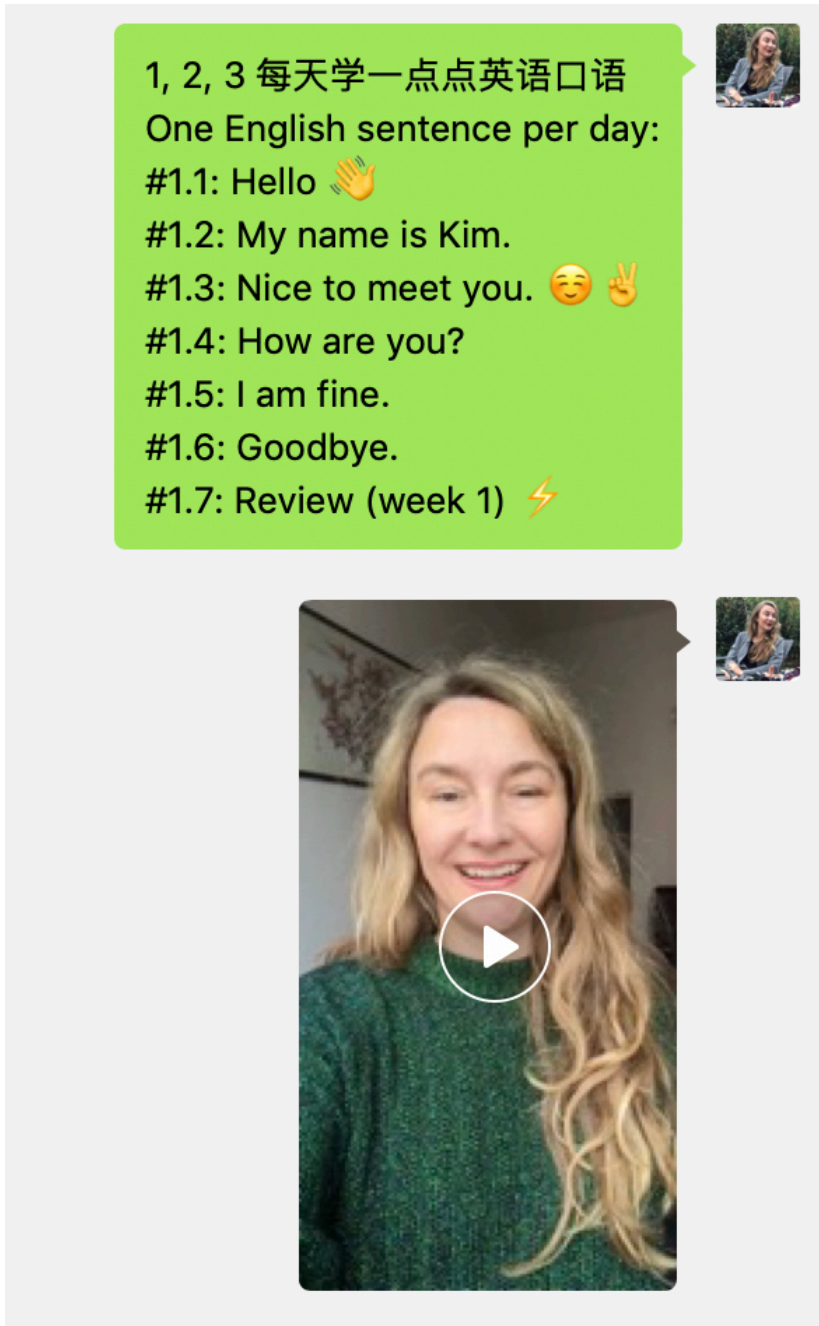 1, 2, 3 每天学一点点英语口语
One English sentence per day:
#1.1: Hello 👋
#1.2: My name is Kim.
#1.3: Nice to meet you. ☺️ ✌️
#1.4: How are you?
#1.5: I am fine.
#1.6: Goodbye.
#1.7: Review (week 1) ⚡